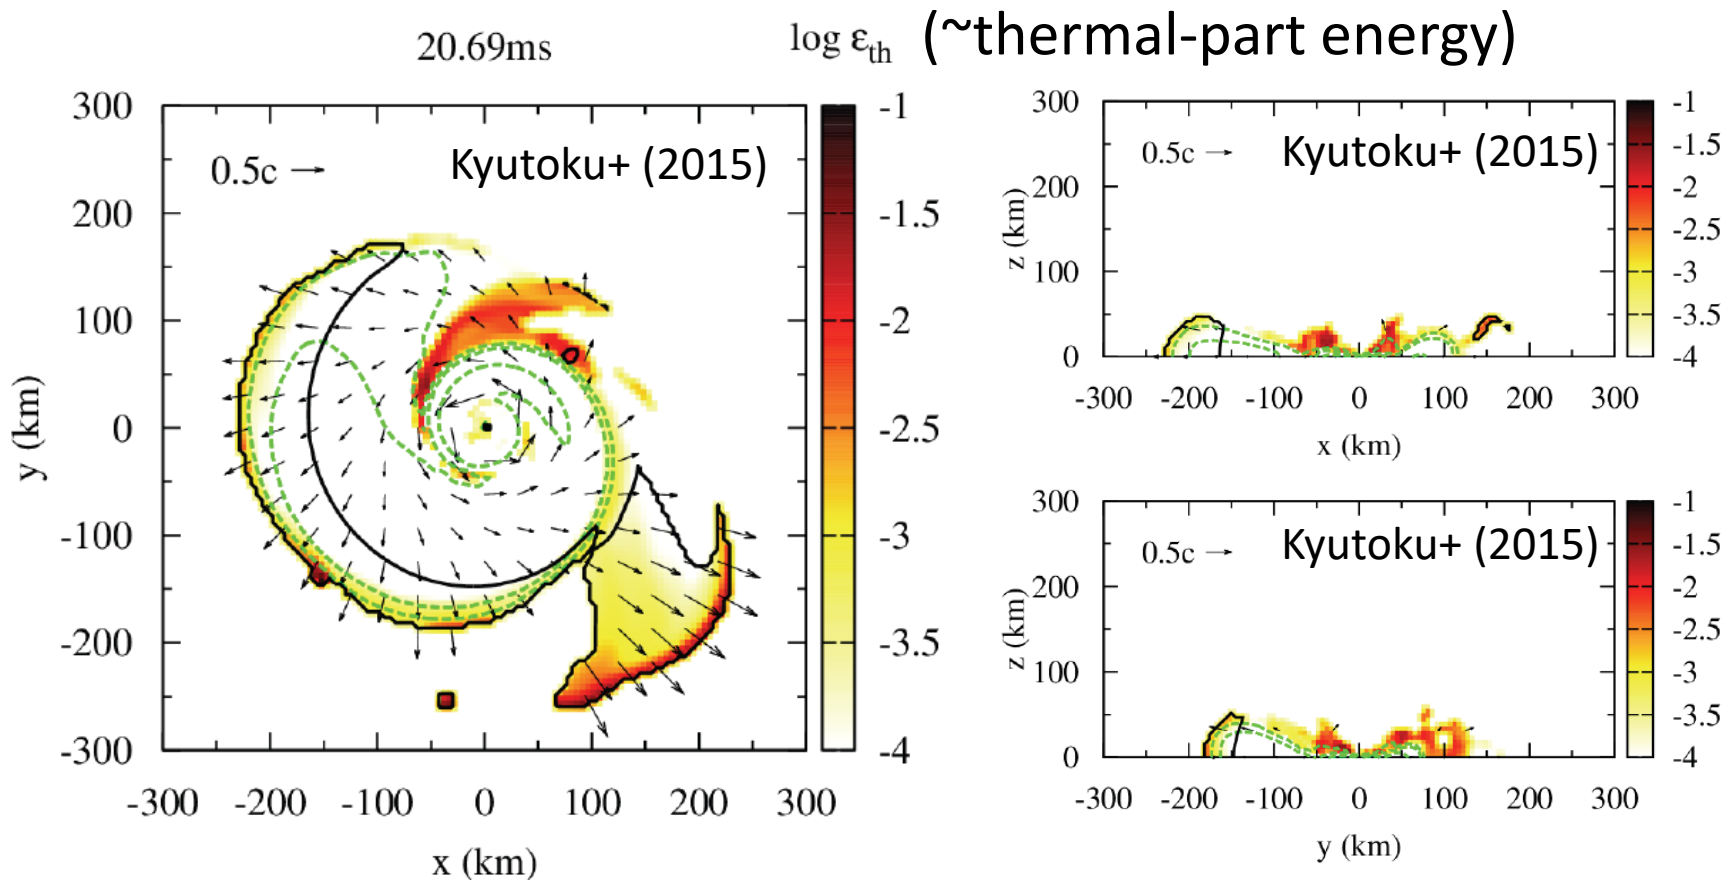 20.69ms
log ε_th (~thermal-part energy)
300
200
100
0
-100
-200
-300
y (km)
0.5c
Kyutoku+ (2015)
-300 -200 -100 0 100 200 300
x (km)
-1
-1.5
-2
-2.5
-3
-3.5
-4
300
200
100
0
z (km)
0.5c
Kyutoku+ (2015)
-300 -200 -100 0 100 200 300
x (km)
-1
-1.5
-2
-2.5
-3
-3.5
-4
300
200
100
0
z (km)
0.5c
Kyutoku+ (2015)
-300 -200 -100 0 100 200 300
y (km)
-1
-1.5
-2
-2.5
-3
-3.5
-4